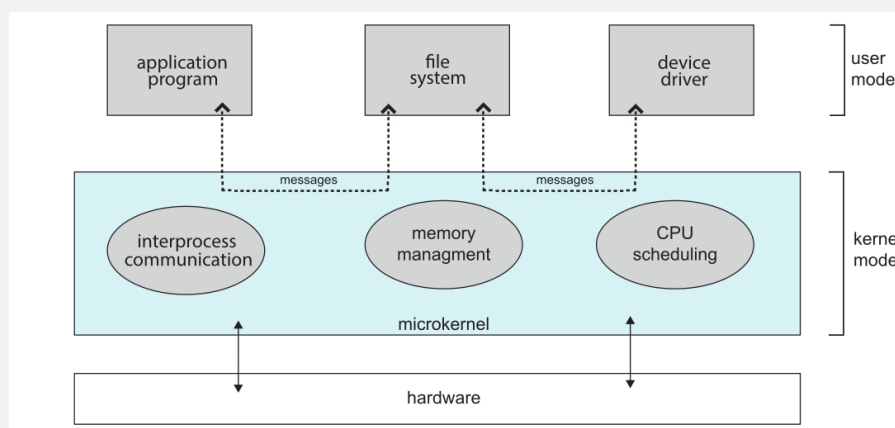 application
program
file
system
device
driver
user
mode
messages
messages
interprocess
communication
memory
managment
CPU
scheduling
kerne
mode
microkernel
hardware